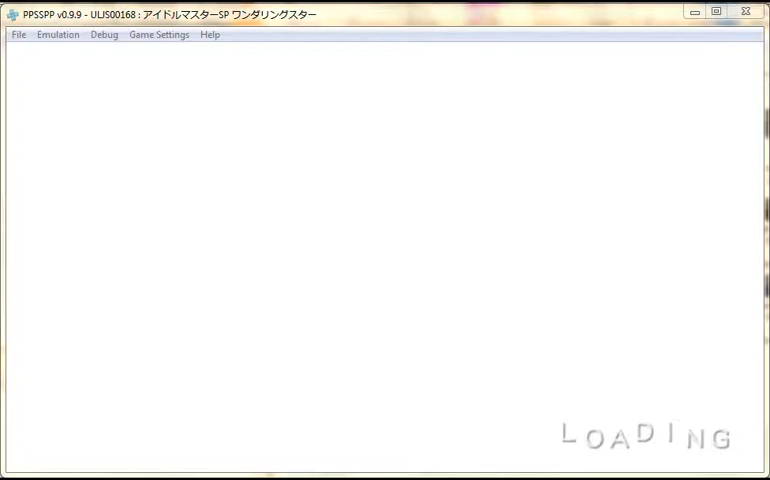 PPSSPP v0.9.9 - ULJS00168 : アイドルマスターSP ワンダリングスター
File Emulation Debug Game Settings Help
LOADING